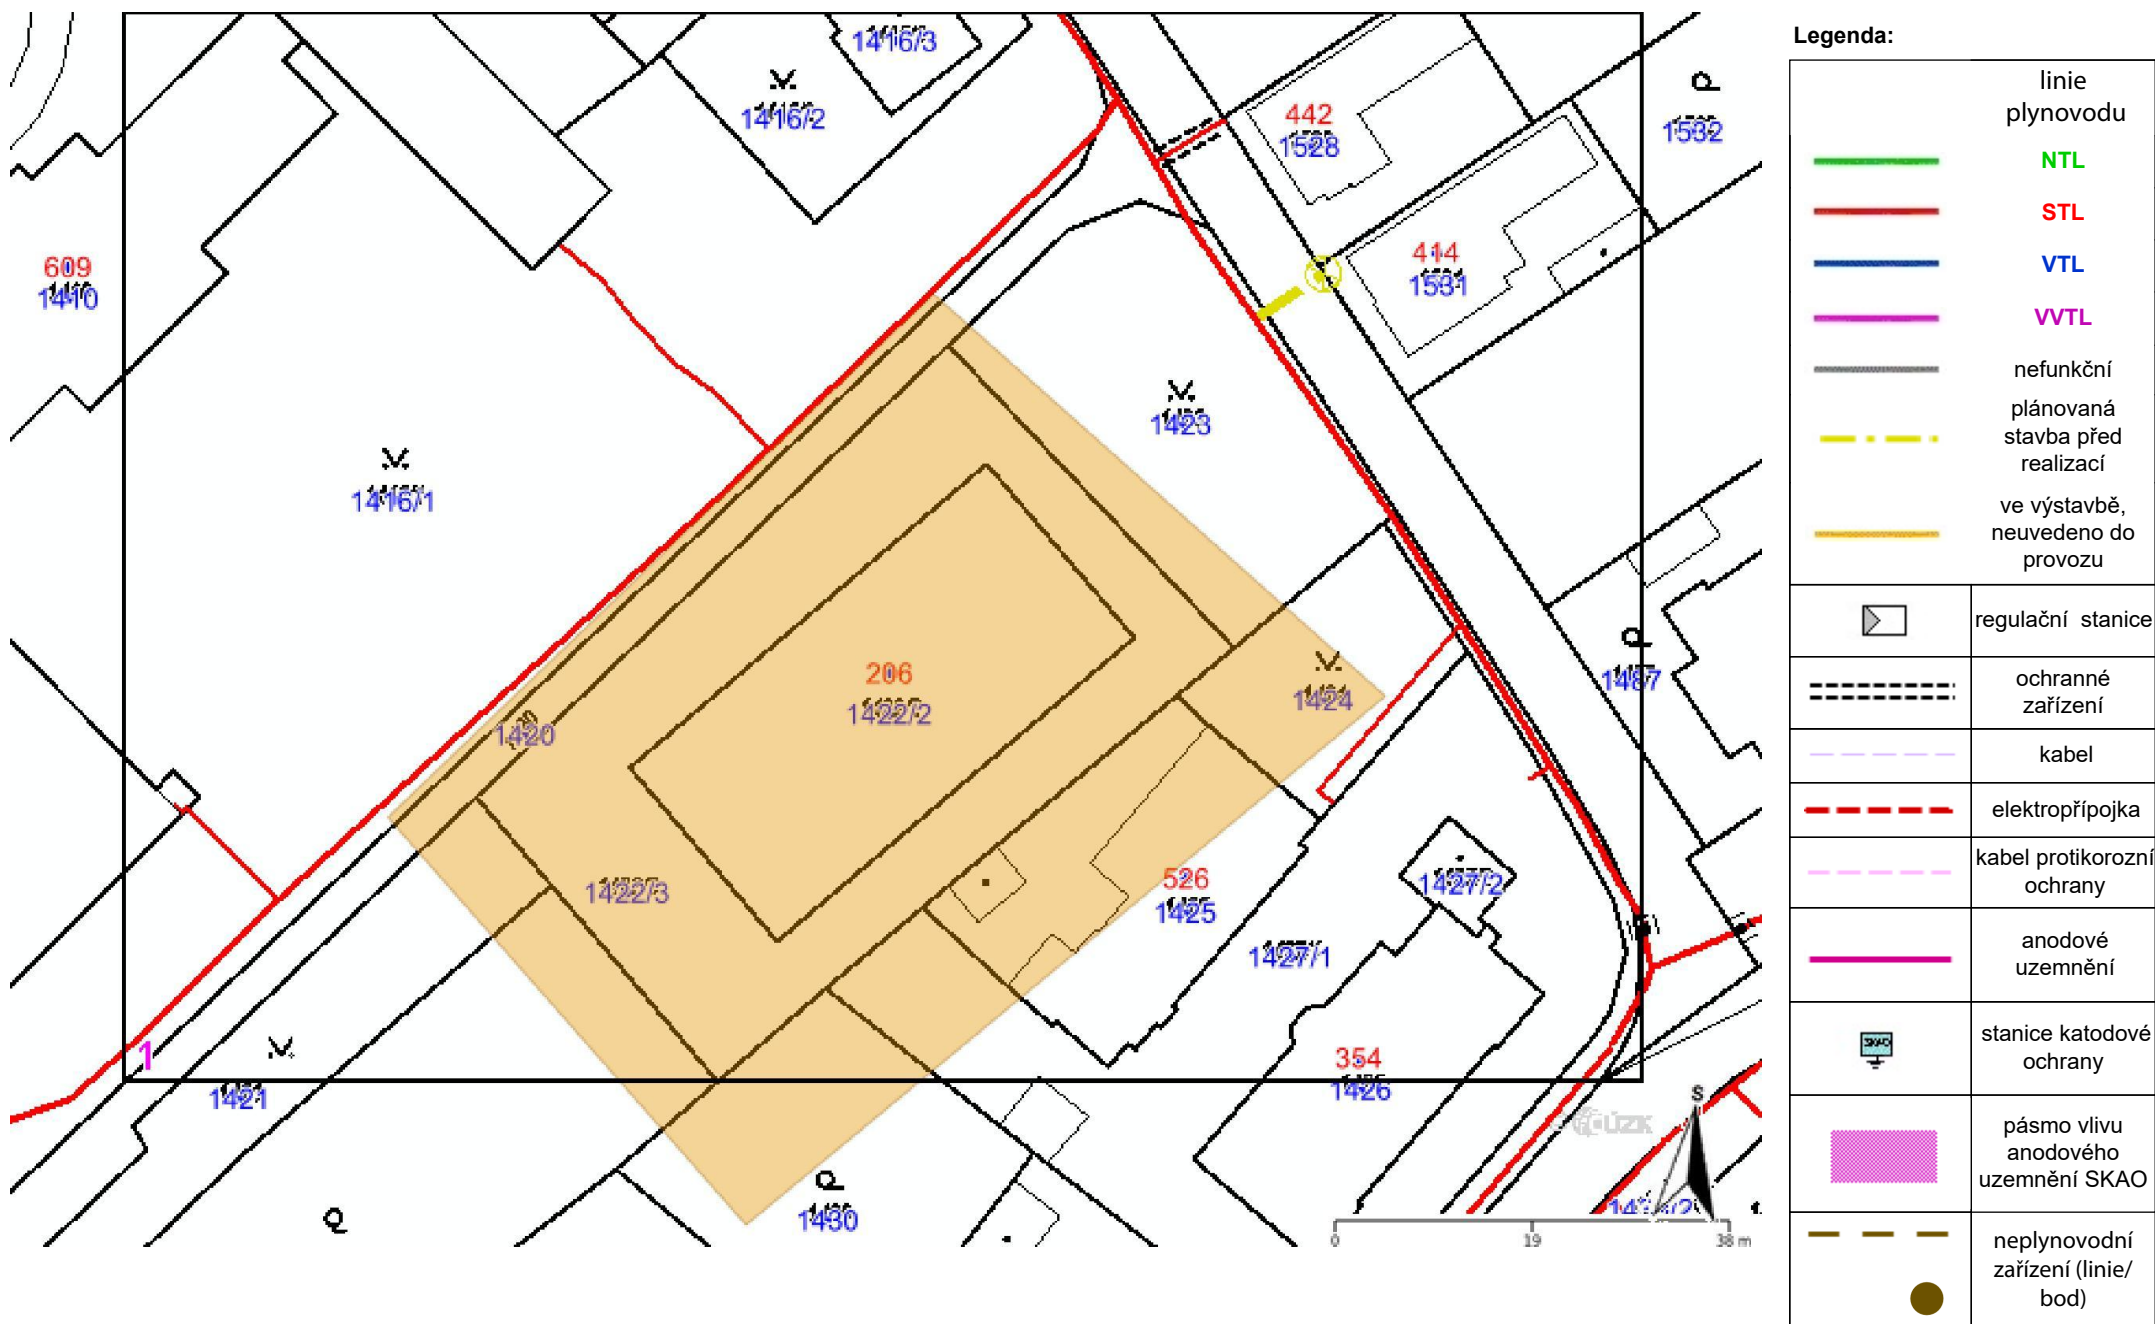 1416/3
1416/2
442
1528
1532
609
1410
414
1531
1423
1416/1
206
1422/2
1420
1424
1487
1422/3
526
1425
1427/2
1427/1
354
1426
1
1421
1430
S
ČÚZK
0 19 38 m
Legenda:
linie
plynovodu
NTL
STL
VTL
VVTL
nefunkční
plánovaná
stavba před
realizací
ve výstavbě,
neuvedeno do
provozu
regulační stanice
ochranné
zařízení
kabel
elektropřípojka
kabel protikorozní
ochrany
anodové
uzemnění
SKAO
stanice katodové
ochrany
pásmo vlivu
anodového
uzemnění SKAO
neplynovodní
zařízení (linie/
bod)